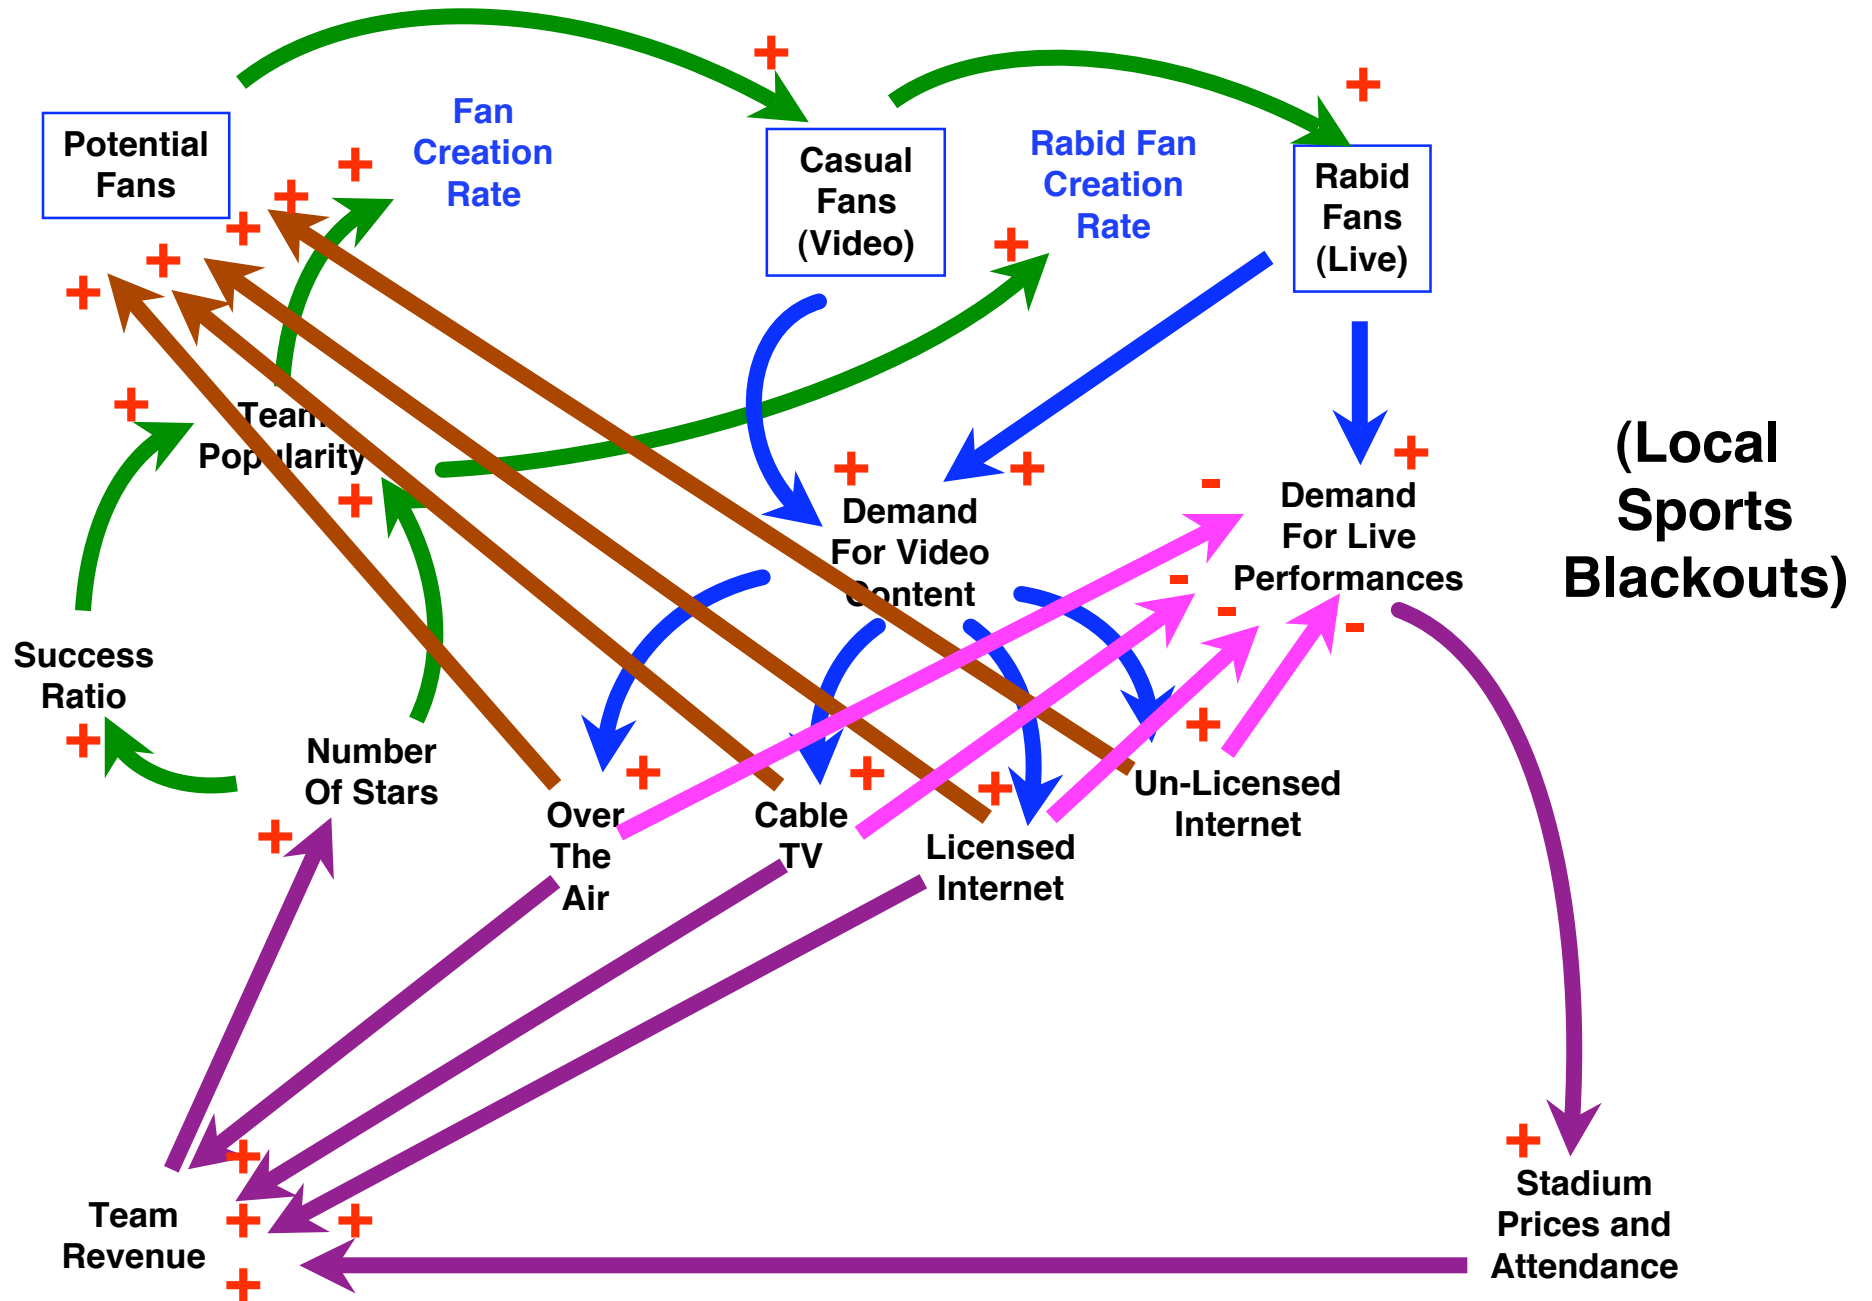 Potential
Fans
Fan
Creation
Rate
Casual
Fans
(Video)
Rabid Fan
Creation
Rate
Rabid
Fans
(Live)
Team
Popularity
Demand
For Video
Content
Demand
For Live
Performances
(Local
Sports
Blackouts)
Success
Ratio
Number
Of Stars
Over
The
Air
Cable
TV
Licensed
Internet
Un-Licensed
Internet
Team
Revenue
Stadium
Prices and
Attendance